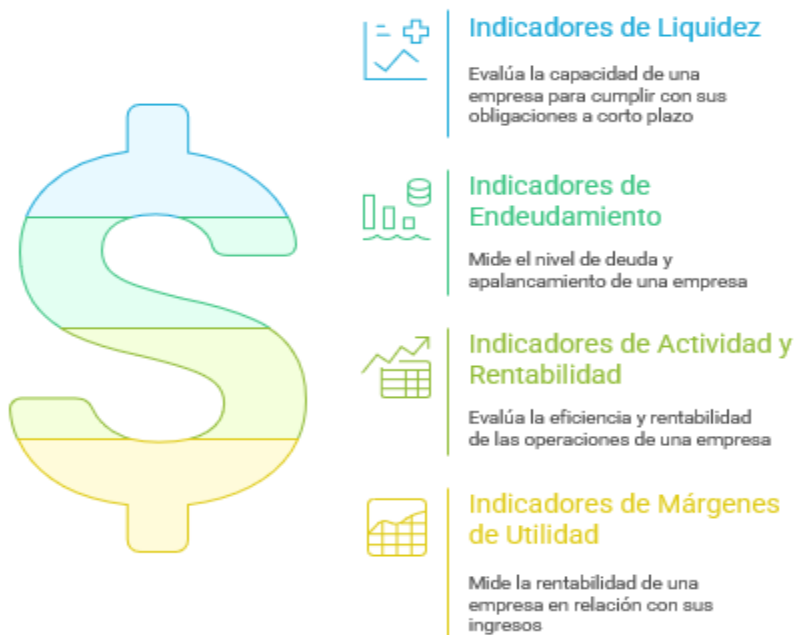 Indicadores de Liquidez
Evalúa la capacidad de una
empresa para cumplir con sus
obligaciones a corto plazo
Indicadores de
Endeudamiento
Mide el nivel de deuda y
apalancamiento de una empresa
Indicadores de Actividad y
Rentabilidad
Evalúa la eficiencia y rentabilidad
de las operaciones de una empresa
Indicadores de Márgenes
de Utilidad
Mide la rentabilidad de una
empresa en relación con sus
ingresos